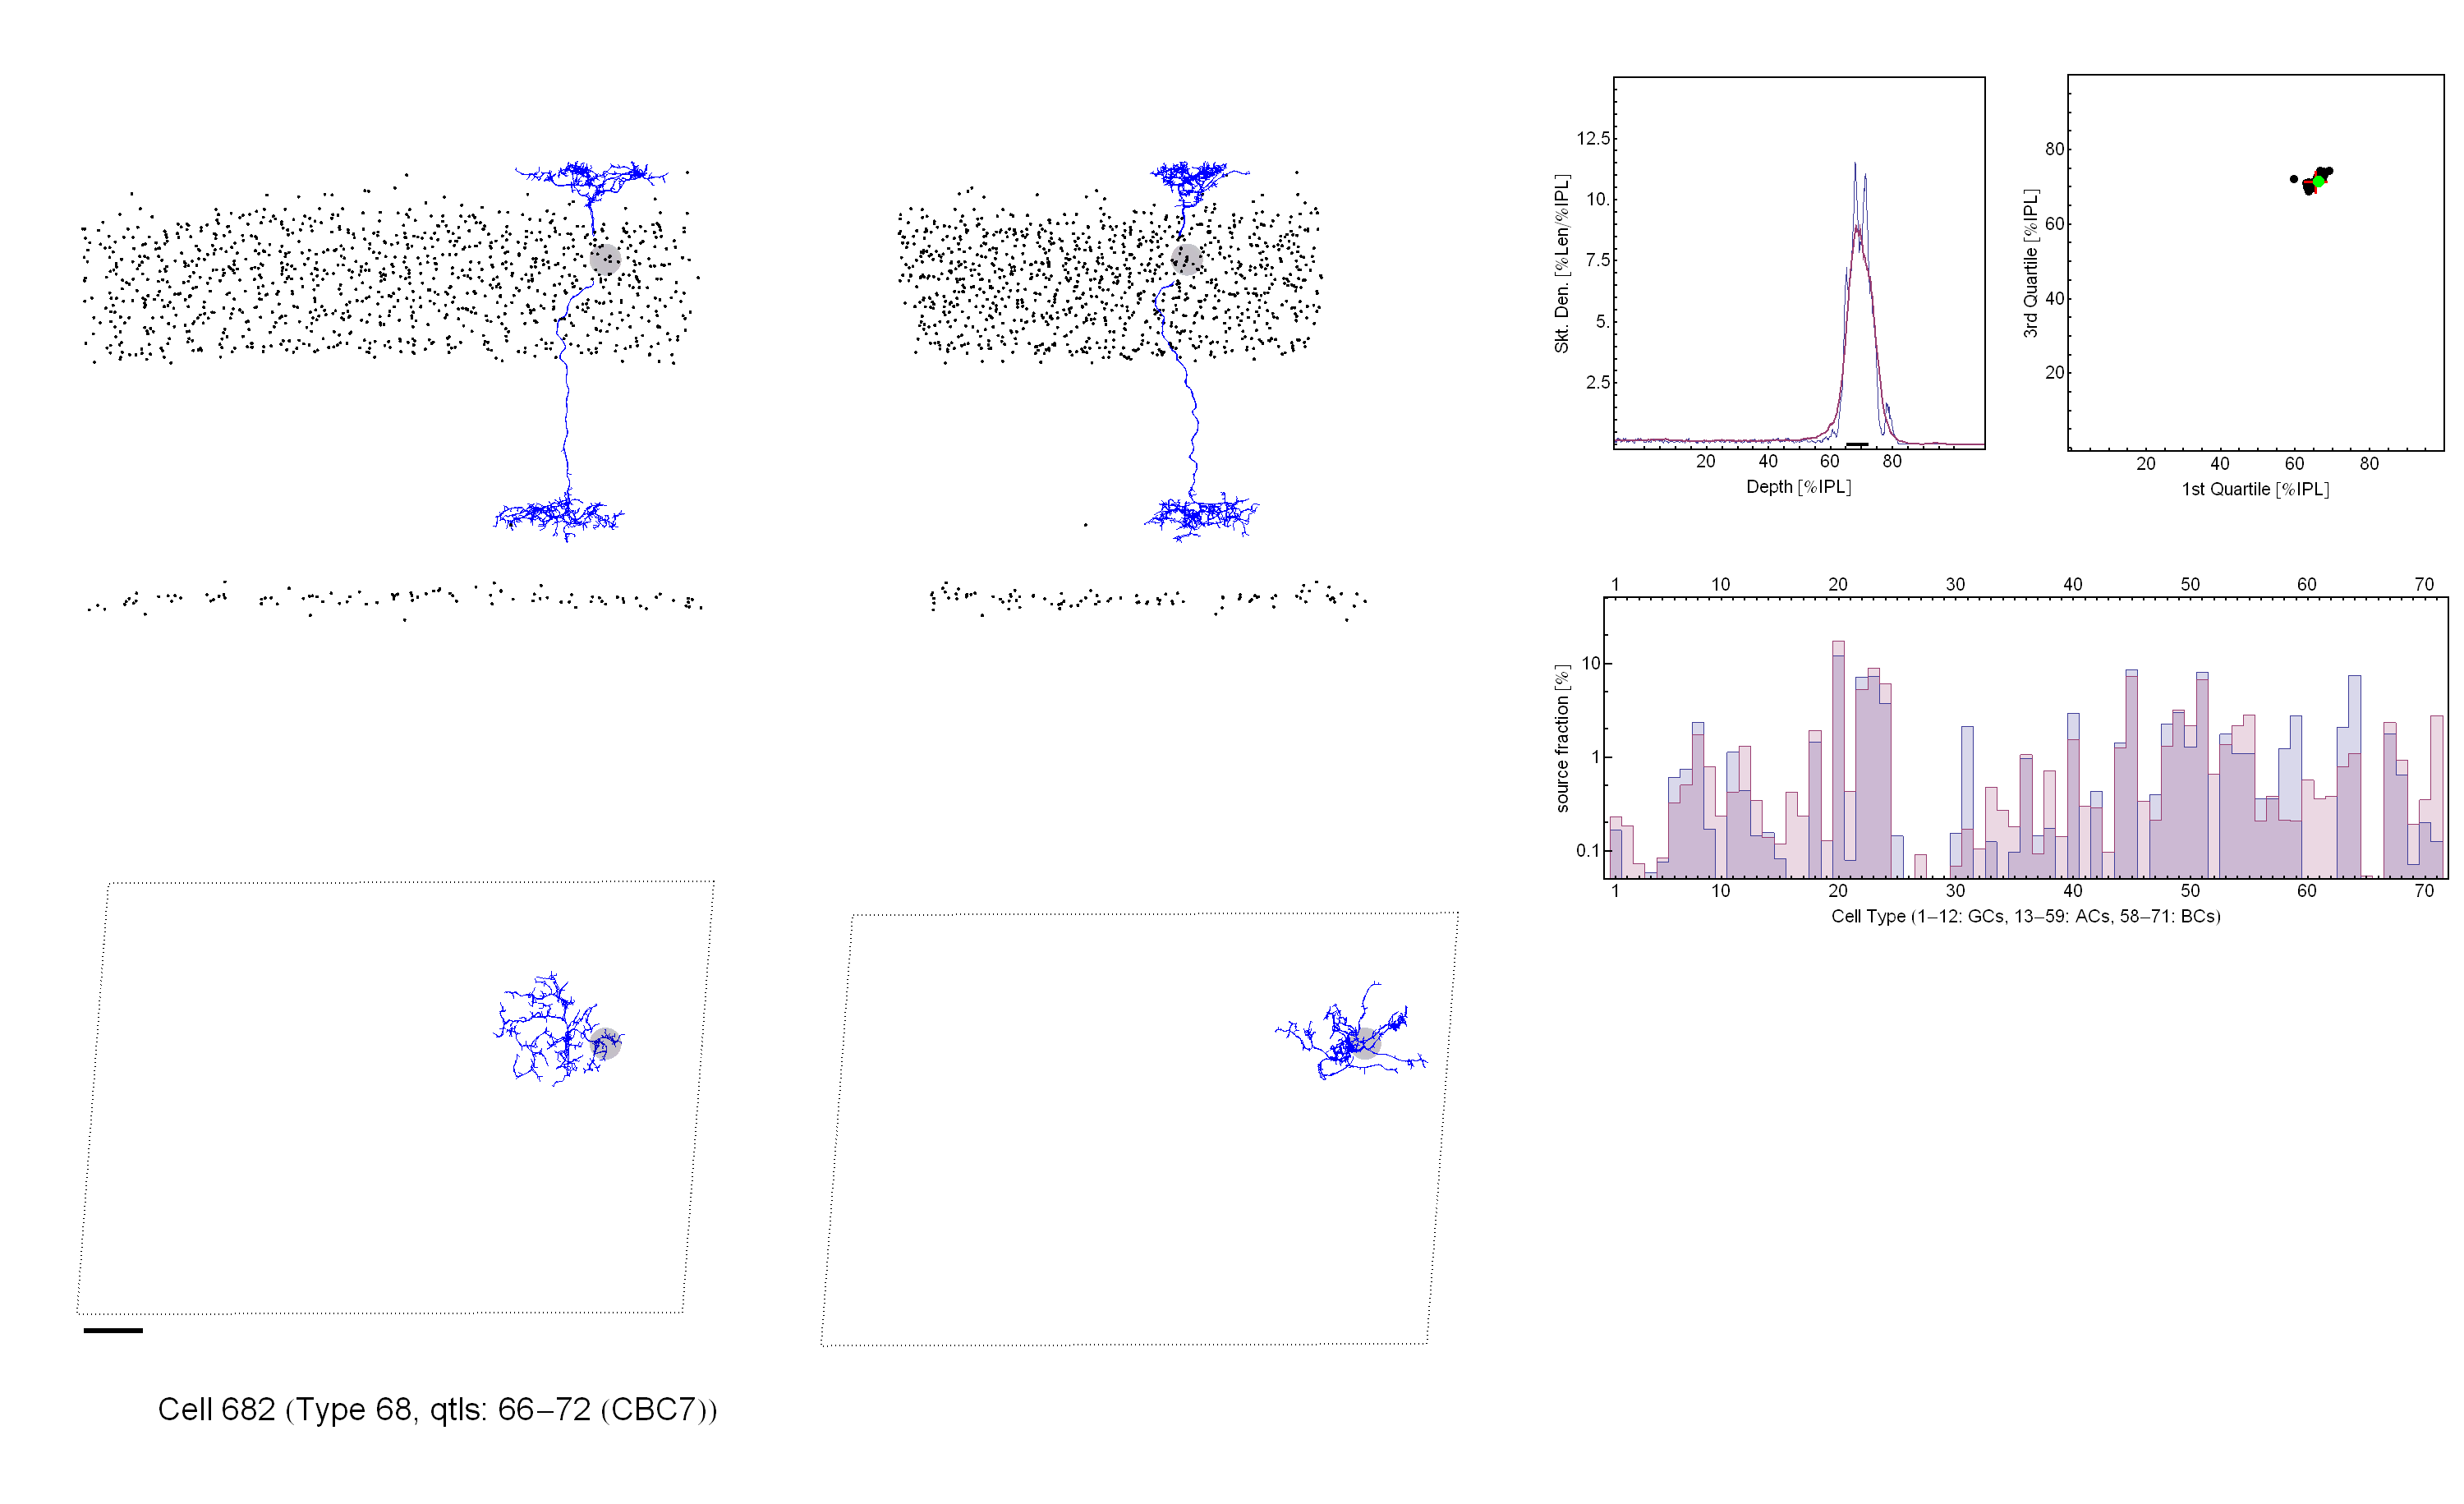 12.5
10.
7.5
5.
2.5
Skt. Den. [%Len/%IPL]
20 40 60 80
Depth [%IPL]
80
60
40
20
3rd Quartile [%IPL]
20 40 60 80
1st Quartile [%IPL]
1 10 20 30 40 50 60 70
10
1
0.1
source fraction [%]
1 10 20 30 40 50 60 70
Cell Type (1–12: GCs, 13–59: ACs, 58–71: BCs)
Cell 682 (Type 68, qtls: 66–72 (CBC7))